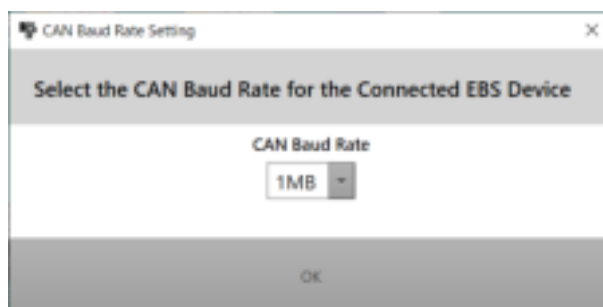 CAN Baud Rate Setting
Select the CAN Baud Rate for the Connected EBS Device
CAN Baud Rate
1MB
OK